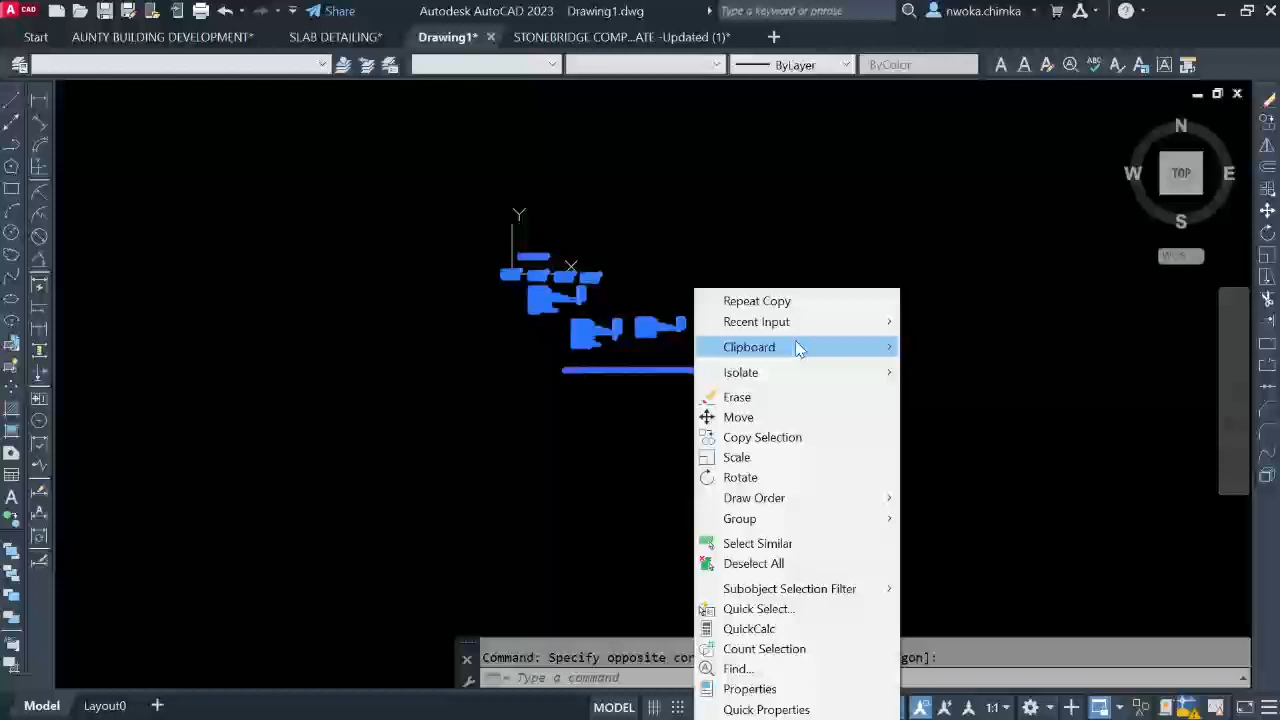 CAD
Share
Autodesk AutoCAD 2023 Drawing1.dwg
Type a keyword or phrase
nwoka.chimka
Start
AUNTY BUILDING DEVELOPMENT*
SLAB DETAILING*
Drawing1*
STONEBRIDGE COMP...ATE -Updated (1)*
ByLayer
ByColor
N
W
TOP
E
S
Y
X
Repeat Copy
Recent Input
Clipboard
Isolate
Erase
Move
Copy Selection
Scale
Rotate
Draw Order
Group
Select Similar
Deselect All
Subobject Selection Filter
Quick Select...
QuickCalc
Count Selection
Find...
Properties
Quick Properties
Command: Specify opposite cor
gon]:
Type a command
Model
Layout0
MODEL
1:1